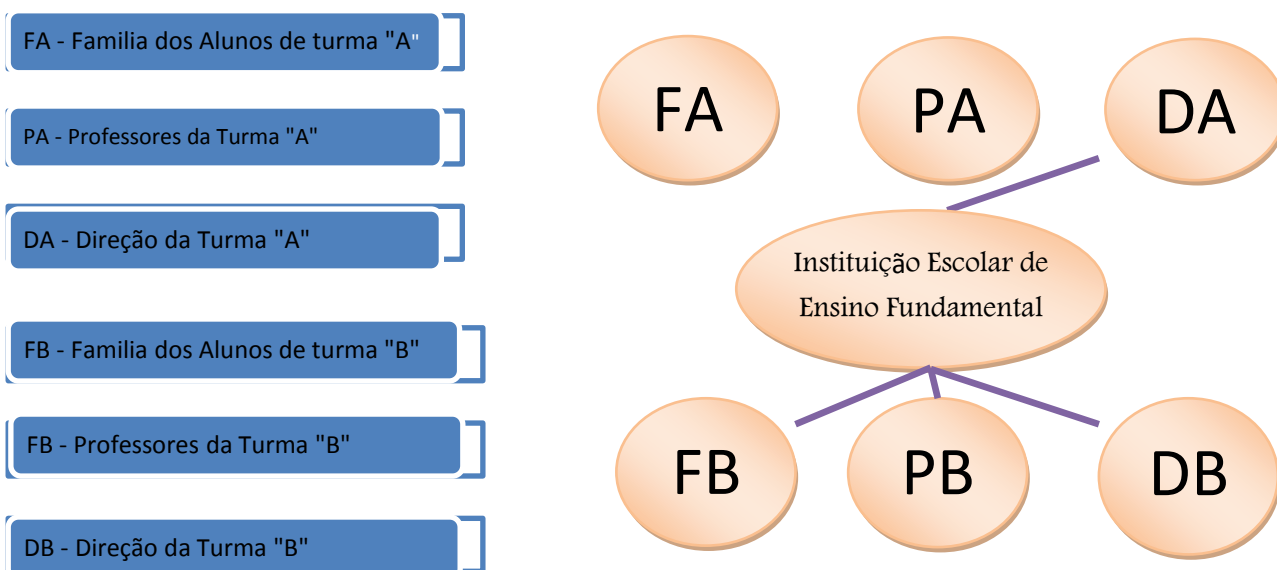 FA - Familia dos Alunos de turma "A"
PA - Professores da Turma "A"
DA - Direção da Turma "A"
FB - Familia dos Alunos de turma "B"
FB - Professores da Turma "B"
DB - Direção da Turma "B"
FA
PA
DA
Instituição Escolar de
Ensino Fundamental
FB
PB
DB